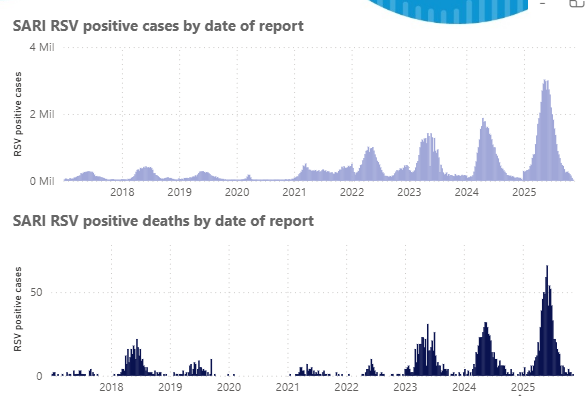 SARI RSV positive cases by date of report
RSV positive cases
4 Mil
2 Mil
0 Mil
2018 2019 2020 2021 2022 2023 2024 2025
SARI RSV positive deaths by date of report
RSV positive cases
50
0
2018 2019 2020 2021 2022 2023 2024 2025